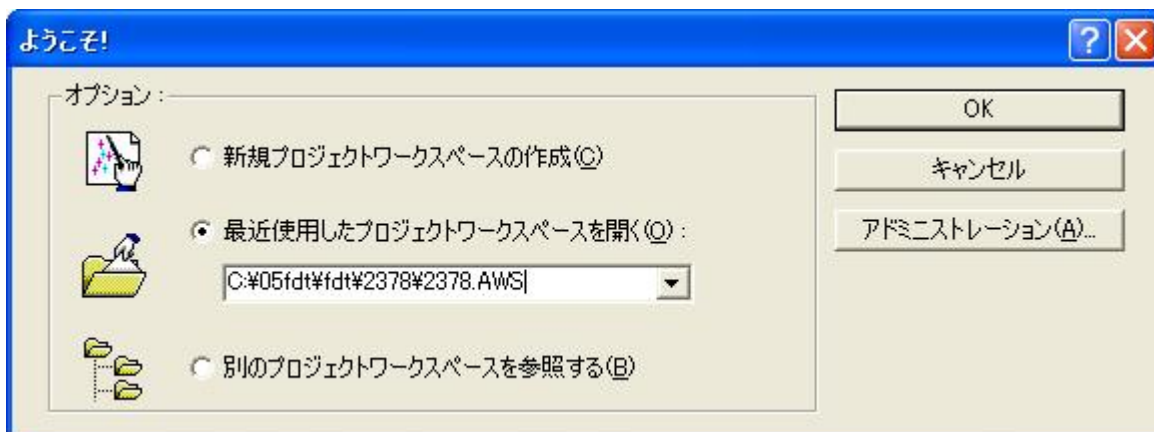 ようこそ!
オプション :
新規プロジェクトワークスペースの作成(C)
最近使用したプロジェクトワークスペースを開く(O) :
C:¥05fdt¥fdt¥2378¥2378.AWS
別のプロジェクトワークスペースを参照する(B)
OK
キャンセル
アドミニストレーション(A)...